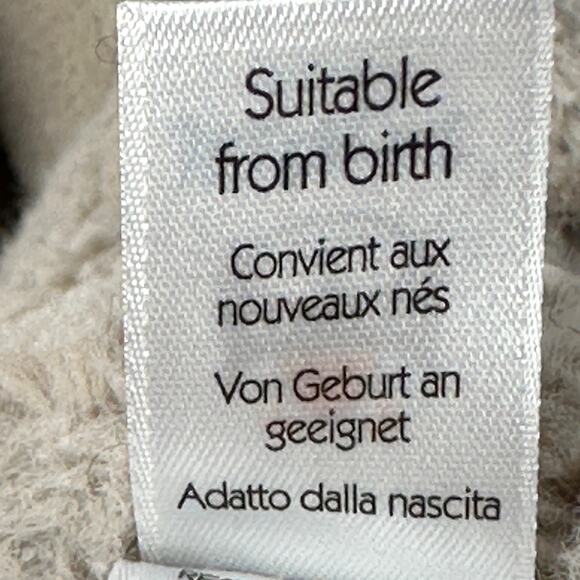 Suitable
from birth
Convient aux
nouveaux nés
Von Geburt an
geeignet
Adatto dalla nascita